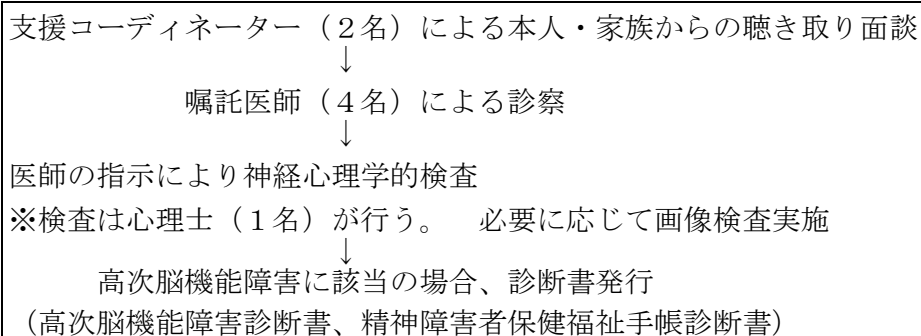 支援コーディネーター（２名）による本人・家族からの聴き取り面談
↓
嘱託医師（４名）による診察
↓
医師の指示により神経心理学的検査
※検査は心理士（１名）が行う。　必要に応じて画像検査実施
↓
高次脳機能障害に該当の場合、診断書発行
（高次脳機能障害診断書、精神障害者保健福祉手帳診断書）